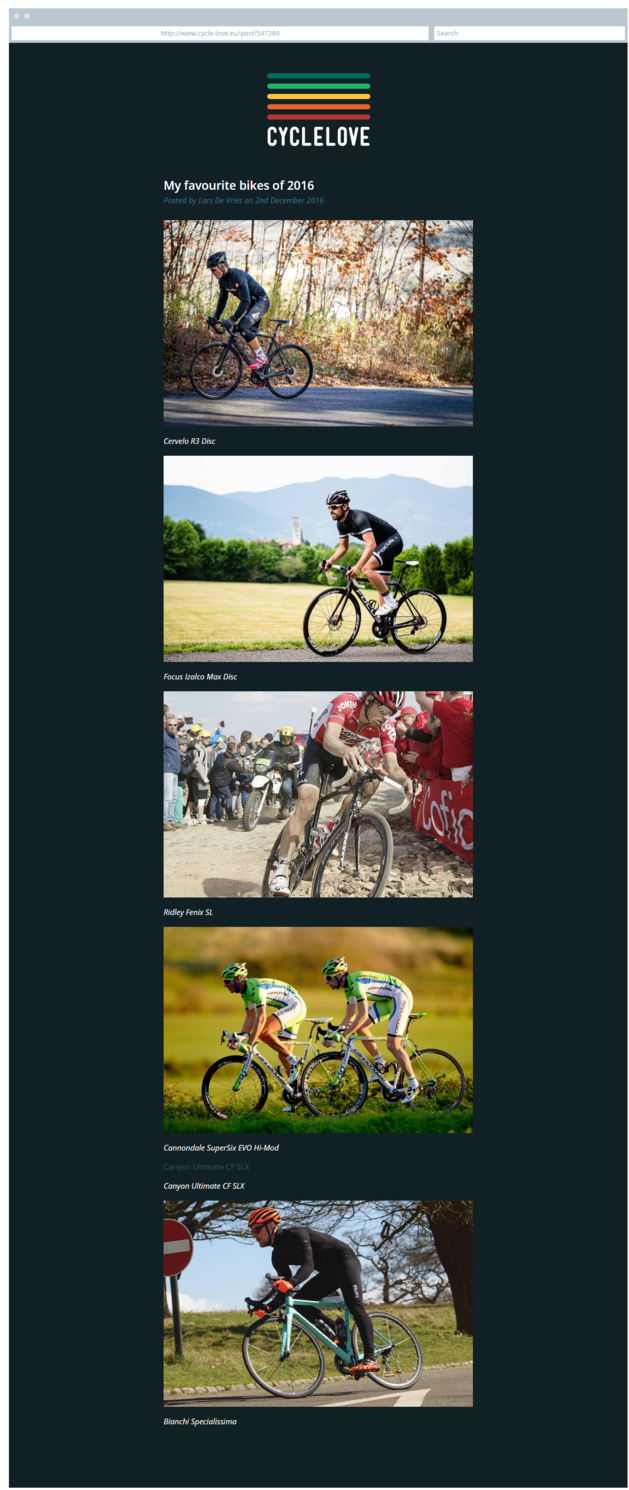 http://www.cycle-love.eu/post/547389
Search
CYCLELOVE
My favourite bikes of 2016
Posted by Lars De Vries on 2nd December 2016
Cervelo R3 Disc
FOCUS
Focus Izalco Max Disc
Cofic
Ridley Fenix SL
Cannondale SuperSix EVO Hi-Mod
Canyon Ultimate CF SLX
Canyon Ultimate CF SLX
Bianchi Specialissima